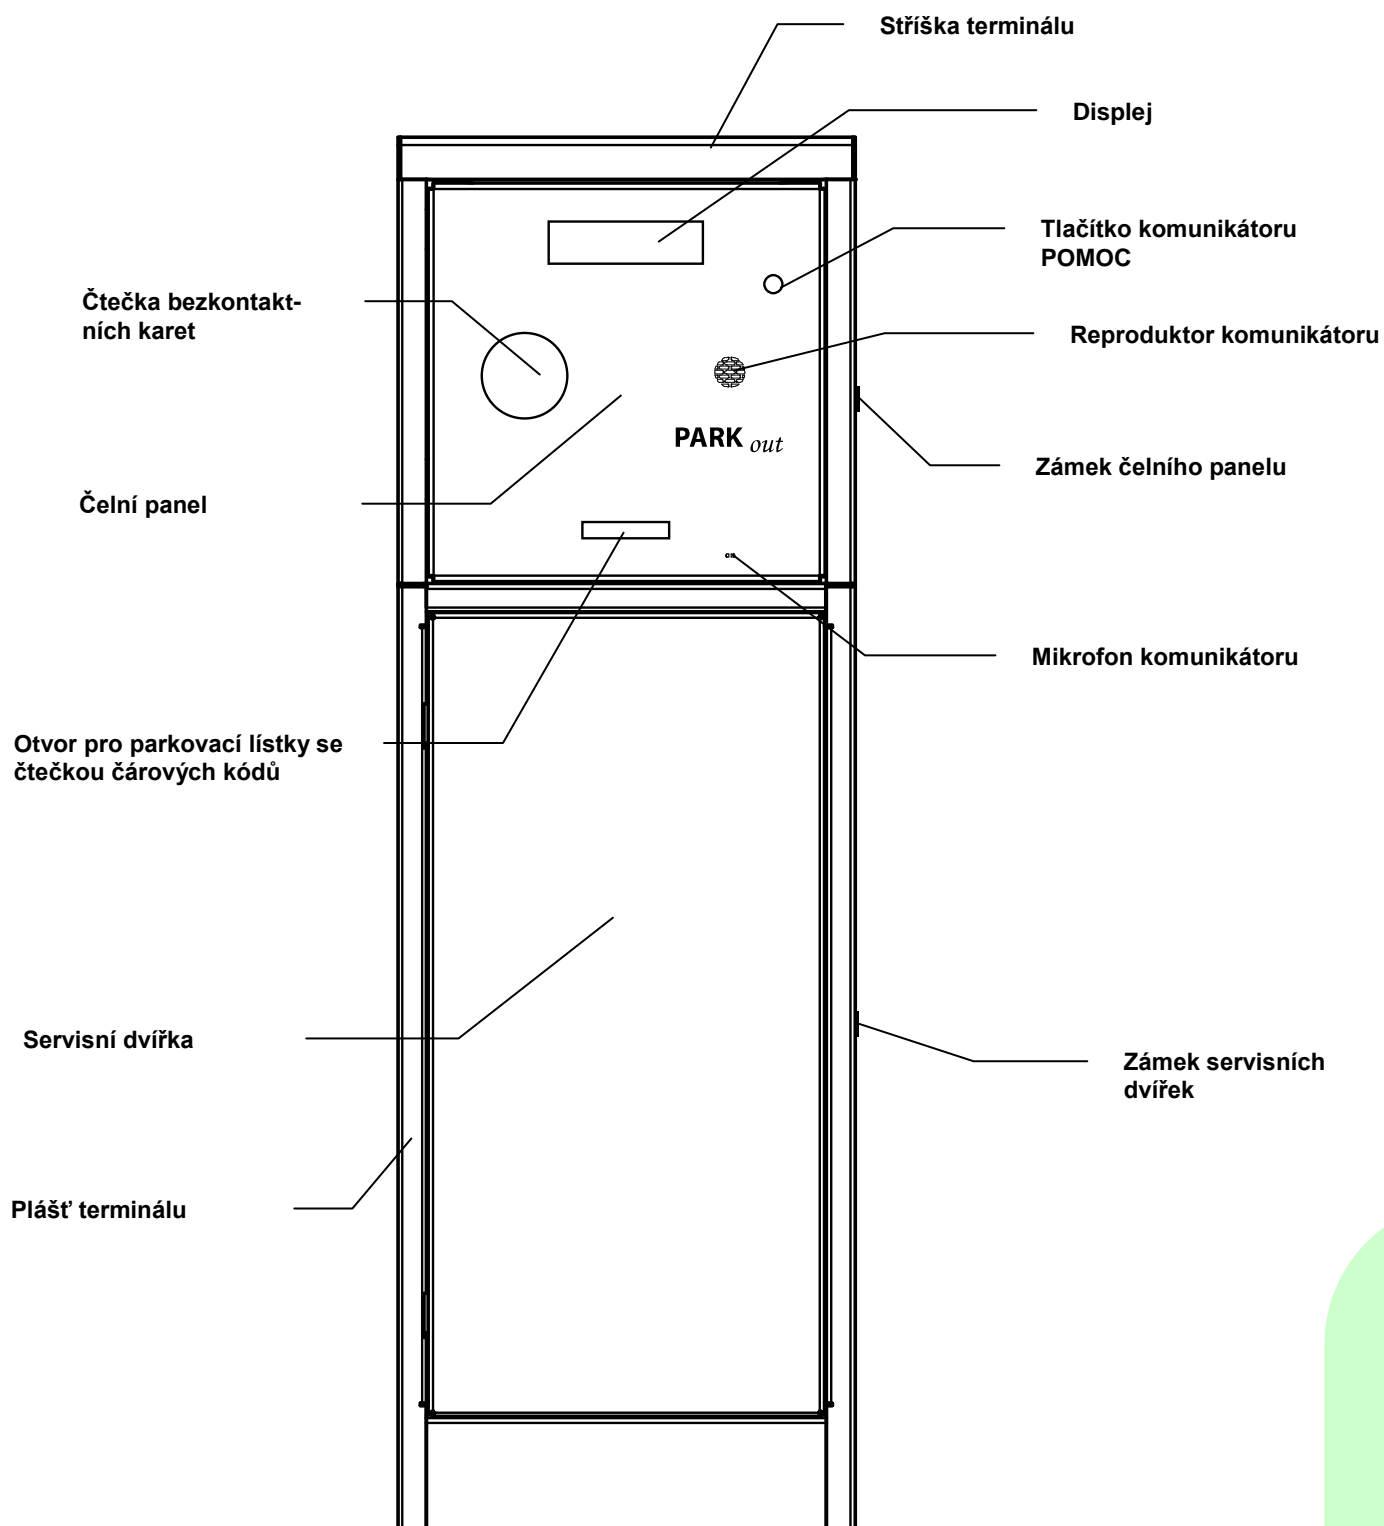 Stříška terminálu
Displej
Tlačítko komunikátoru
POMOC
Čtečka bezkontakt-
ních karet
Reproduktor komunikátoru
PARK out
Zámek čelního panelu
Čelní panel
Mikrofon komunikátoru
Otvor pro parkovací lístky se
čtečkou čárových kódů
Servisní dvířka
Zámek servisních
dvířek
Plášť terminálu